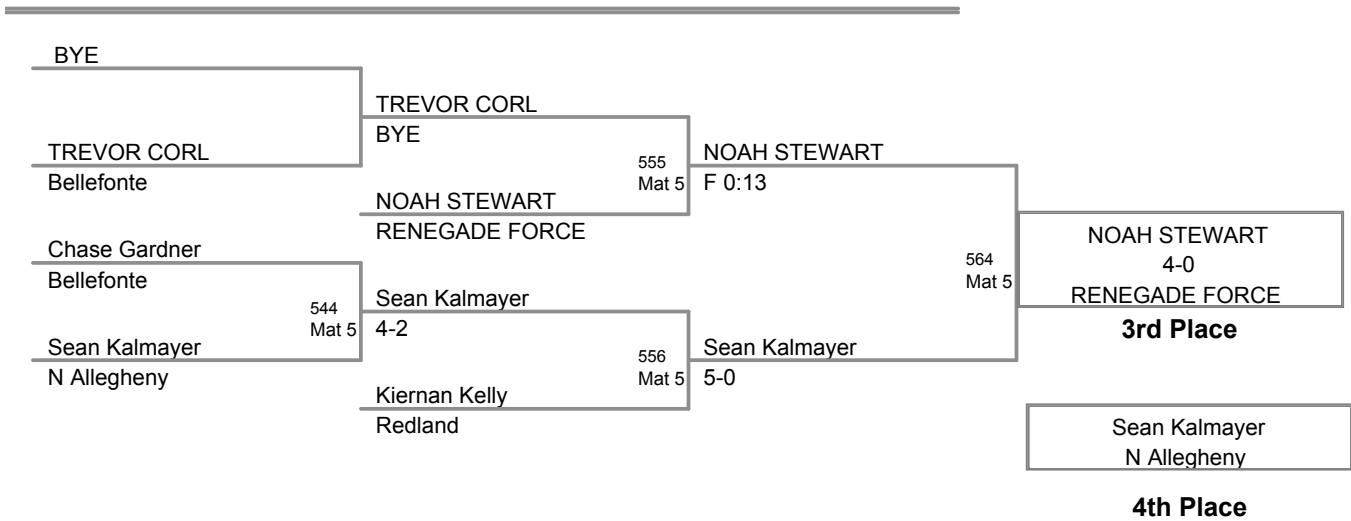 BYE
TREVOR CORL
Bellefonte
Chase Gardner
Bellefonte
Sean Kalmayer
N Allegheny
544
Mat 5
TREVOR CORL
BYE
NOAH STEWART
RENEGADE FORCE
Sean Kalmayer
4-2
Kiernan Kelly
Redland
555
Mat 5
556
Mat 5
NOAH STEWART
F 0:13
Sean Kalmayer
5-0
564
Mat 5
NOAH STEWART
4-0
RENEGADE FORCE
3rd Place
Sean Kalmayer
N Allegheny
4th Place